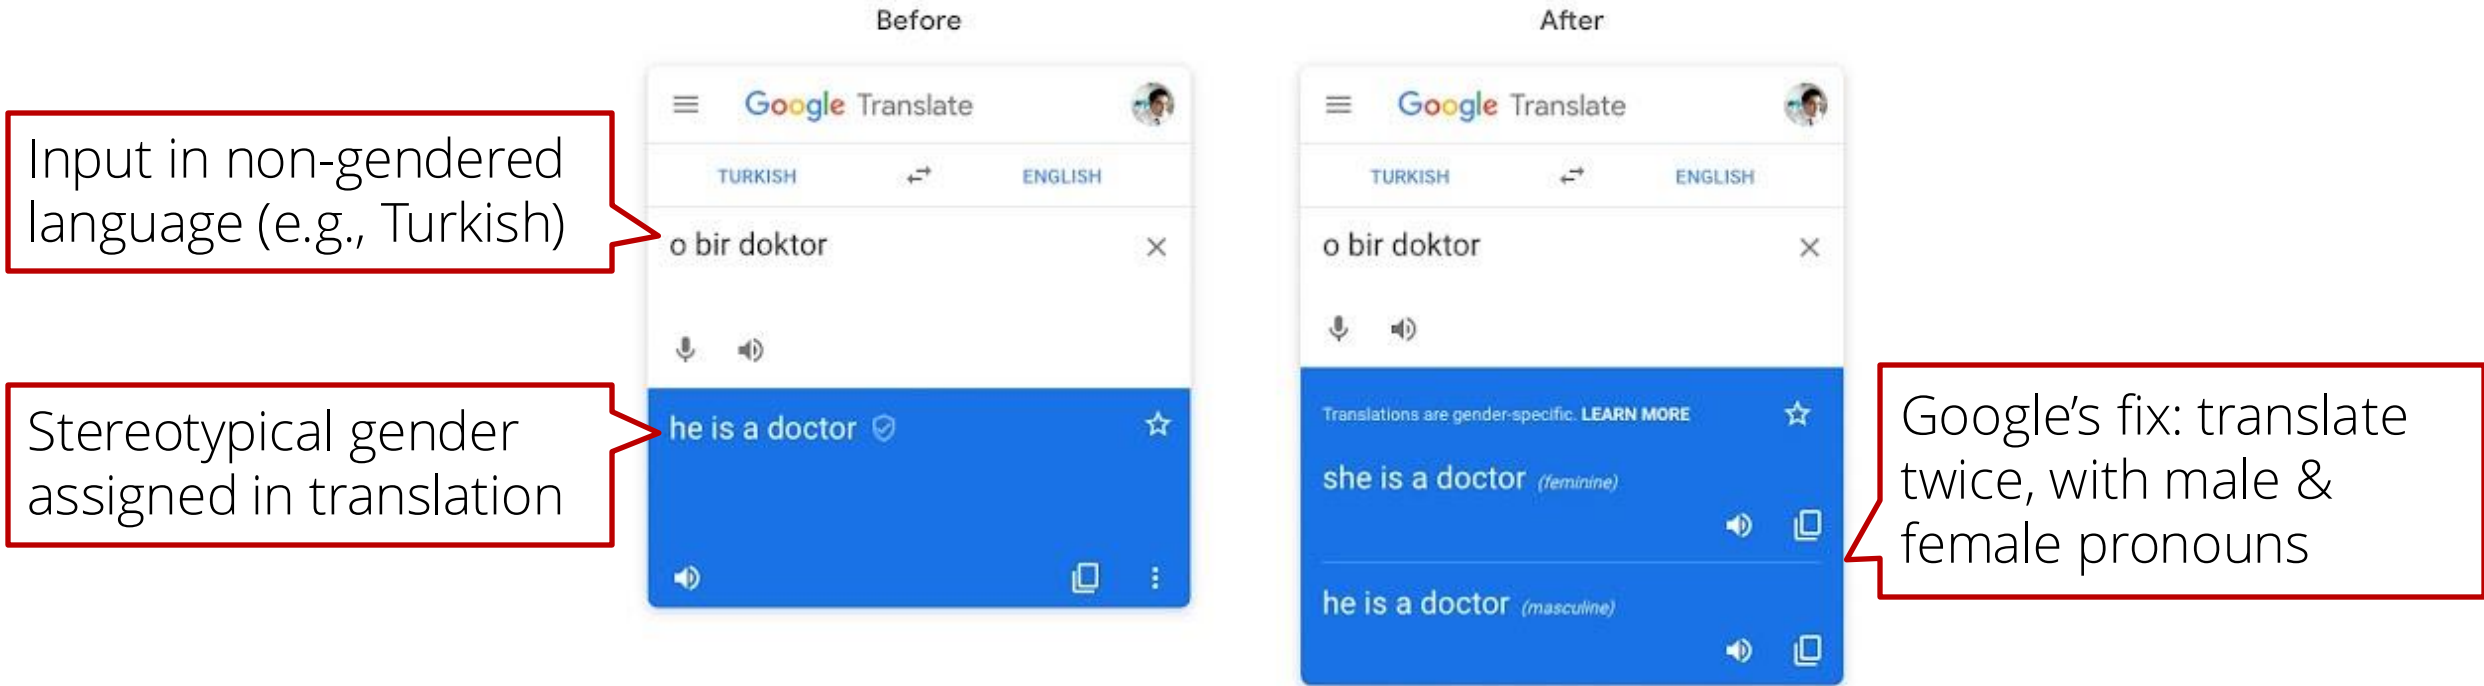 Before
Input in non-gendered
language (e.g., Turkish)
Stereotypical gender
assigned in translation
Google Translate
TURKISH
ENGLISH
o bir doktor
he is a doctor
After
Google Translate
TURKISH
ENGLISH
o bir doktor
Translations are gender-specific. LEARN MORE
she is a doctor (feminine)
he is a doctor (masculine)
Google’s fix: translate
twice, with male &
female pronouns